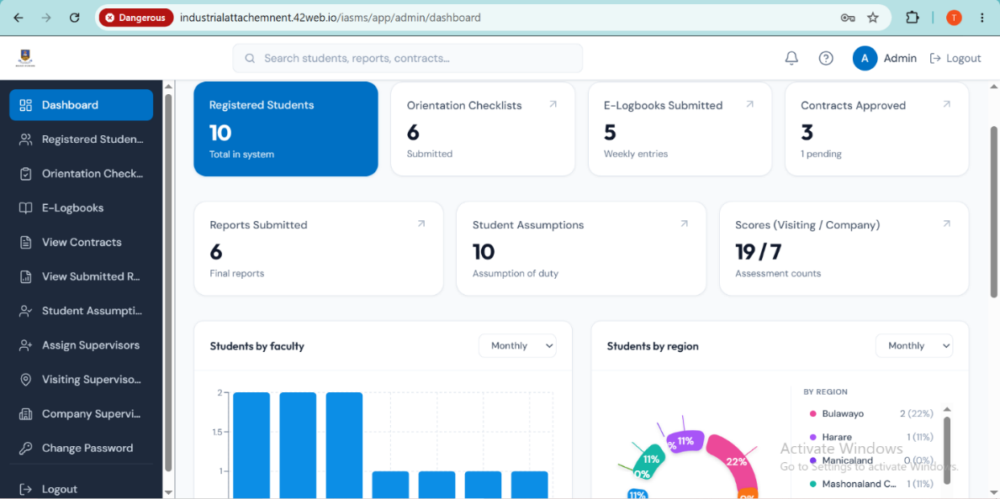 Dangerous
industrialattachemnent.42web.io/iasms/app/admin/dashboard
T
Search students, reports, contracts...
A
Admin
Logout
Dashboard
Registered Studen...
Orientation Check...
E-Logbooks
View Contracts
View Submitted R...
Student Assumpti...
Assign Supervisors
Visiting Superviso...
Company Supervi...
Change Password
Logout
Registered Students
10
Total in system
Orientation Checklists
6
Submitted
E-Logbooks Submitted
5
Weekly entries
Contracts Approved
3
1 pending
Reports Submitted
6
Final reports
Student Assumptions
10
Assumption of duty
Scores (Visiting / Company)
19 / 7
Assessment counts
Students by faculty
Monthly
2
1.5
1
Students by region
Monthly
11%
22%
11%
0%
11%
0%
BY REGION
Bulawayo 2 (22%)
Harare 1 (11%)
Manicaland 0 (0%)
Mashonaland C... 1 (11%)
Activate Windows
Go to Settings to activate Windows.